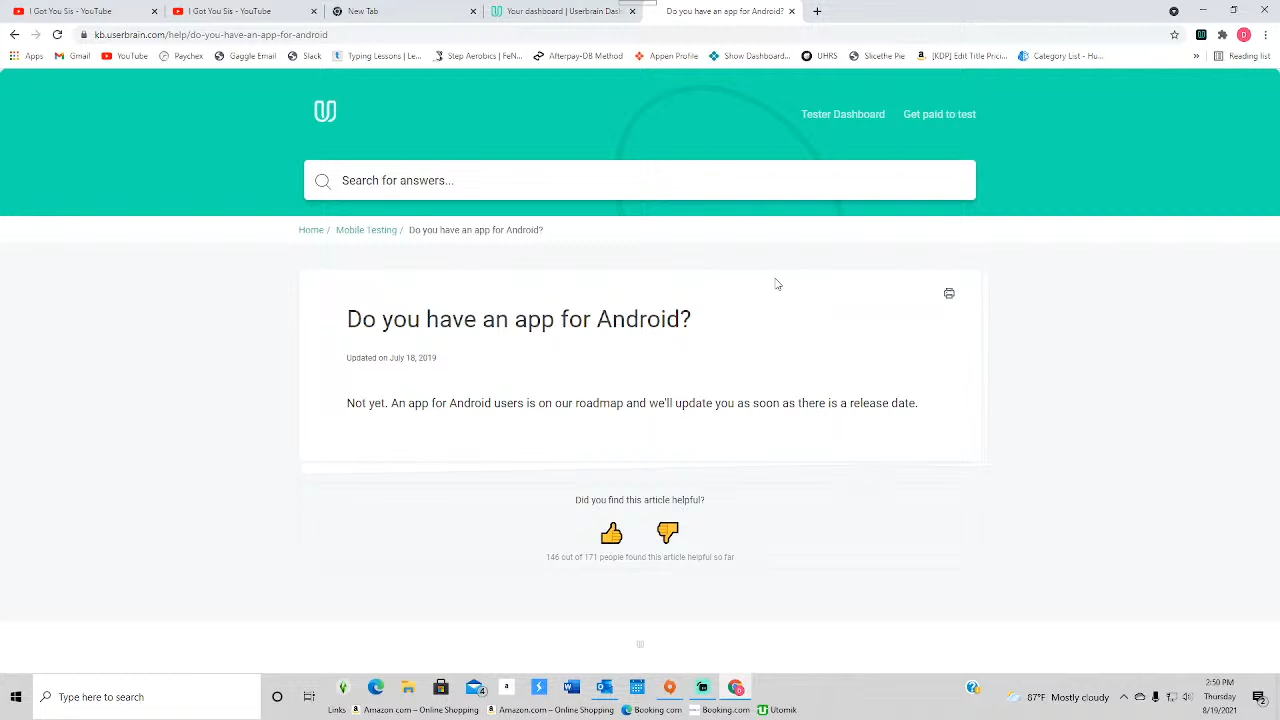 I Got You Sis - YouTube
I Got You Sis - YouTube
New Tab
Your dashboard | Userbrain Dash
Do you have an app for Android?
kb.userbrain.com/help/do-you-have-an-app-for-android
Apps
Gmail
YouTube
Paychex
Gaggle Email
Slack
Typing Lessons | Le...
Step Aerobics | FeN...
Afterpay-DB Method
Appen Profile
Show Dashboard...
UHRS
Slicethe Pie
[KDP] Edit Title Pric...
Category List - Hu...
»
Reading list
Tester Dashboard
Get paid to test
Search for answers...
Home / Mobile Testing / Do you have an app for Android?
Do you have an app for Android?
Updated on July 18, 2019
Not yet. An app for Android users is on our roadmap and we'll update you as soon as there is a release date.
Did you find this article helpful?
146 out of 171 people found this article helpful so far
Type here to search
Links
Amazon.com – Online Shopping
Amazon.com – Online Shopping
Booking.com
Booking.com
Utomik
87°F Mostly cloudy
2:50 PM
Thursday
8/19/2021